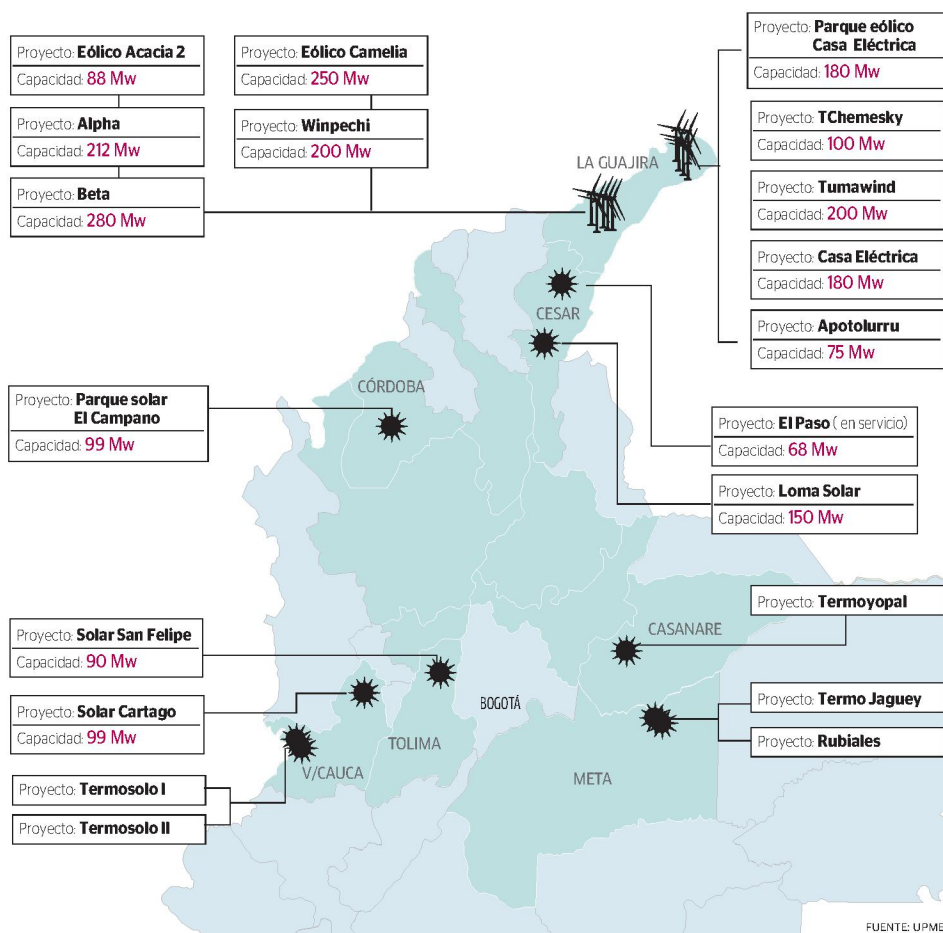 Proyecto: Eólico Acacia 2
Capacidad: 88 Mw
Proyecto: Alpha
Capacidad: 212 Mw
Proyecto: Beta
Capacidad: 280 Mw
Proyecto: Eólico Camelia
Capacidad: 250 Mw
Proyecto: Winpechi
Capacidad: 200 Mw
Proyecto: Parque eólico
Casa Eléctrica
Capacidad: 180 Mw
Proyecto: TChemesky
Capacidad: 100 Mw
Proyecto: Tumawind
Capacidad: 200 Mw
Proyecto: Casa Eléctrica
Capacidad: 180 Mw
Proyecto: Apotolurru
Capacidad: 75 Mw
LA GUAJIRA
CESAR
CÓRDOBA
Proyecto: Parque solar
El Campano
Capacidad: 99 Mw
Proyecto: El Paso ( en servicio)
Capacidad: 68 Mw
Proyecto: Loma Solar
Capacidad: 150 Mw
Proyecto: Termoyopal
CASANARE
Proyecto: Solar San Felipe
Capacidad: 90 Mw
BOGOTÁ
Proyecto: Solar Cartago
Capacidad: 99 Mw
Proyecto: Termo Jaguey
Proyecto: Rubiales
TOLIMA
V/CAUCA
META
Proyecto: Termosolo I
Proyecto: Termosolo II
FUENTE: UPME